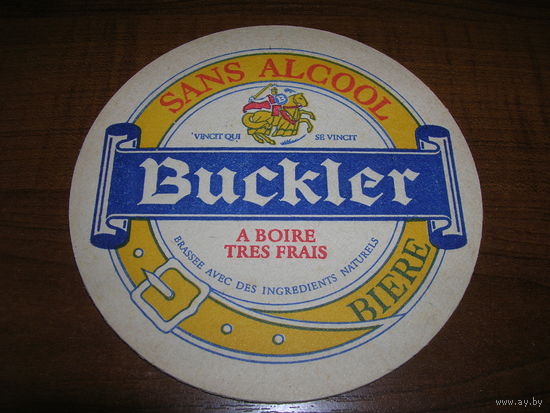 SANS ALCOOL
'VINCIT QUI SE VINCIT
Buckler
A BOIRE
TRES FRAIS
BRASSEE AVEC DES INGREDIENTS NATURELS
BIERE
www.ay.by